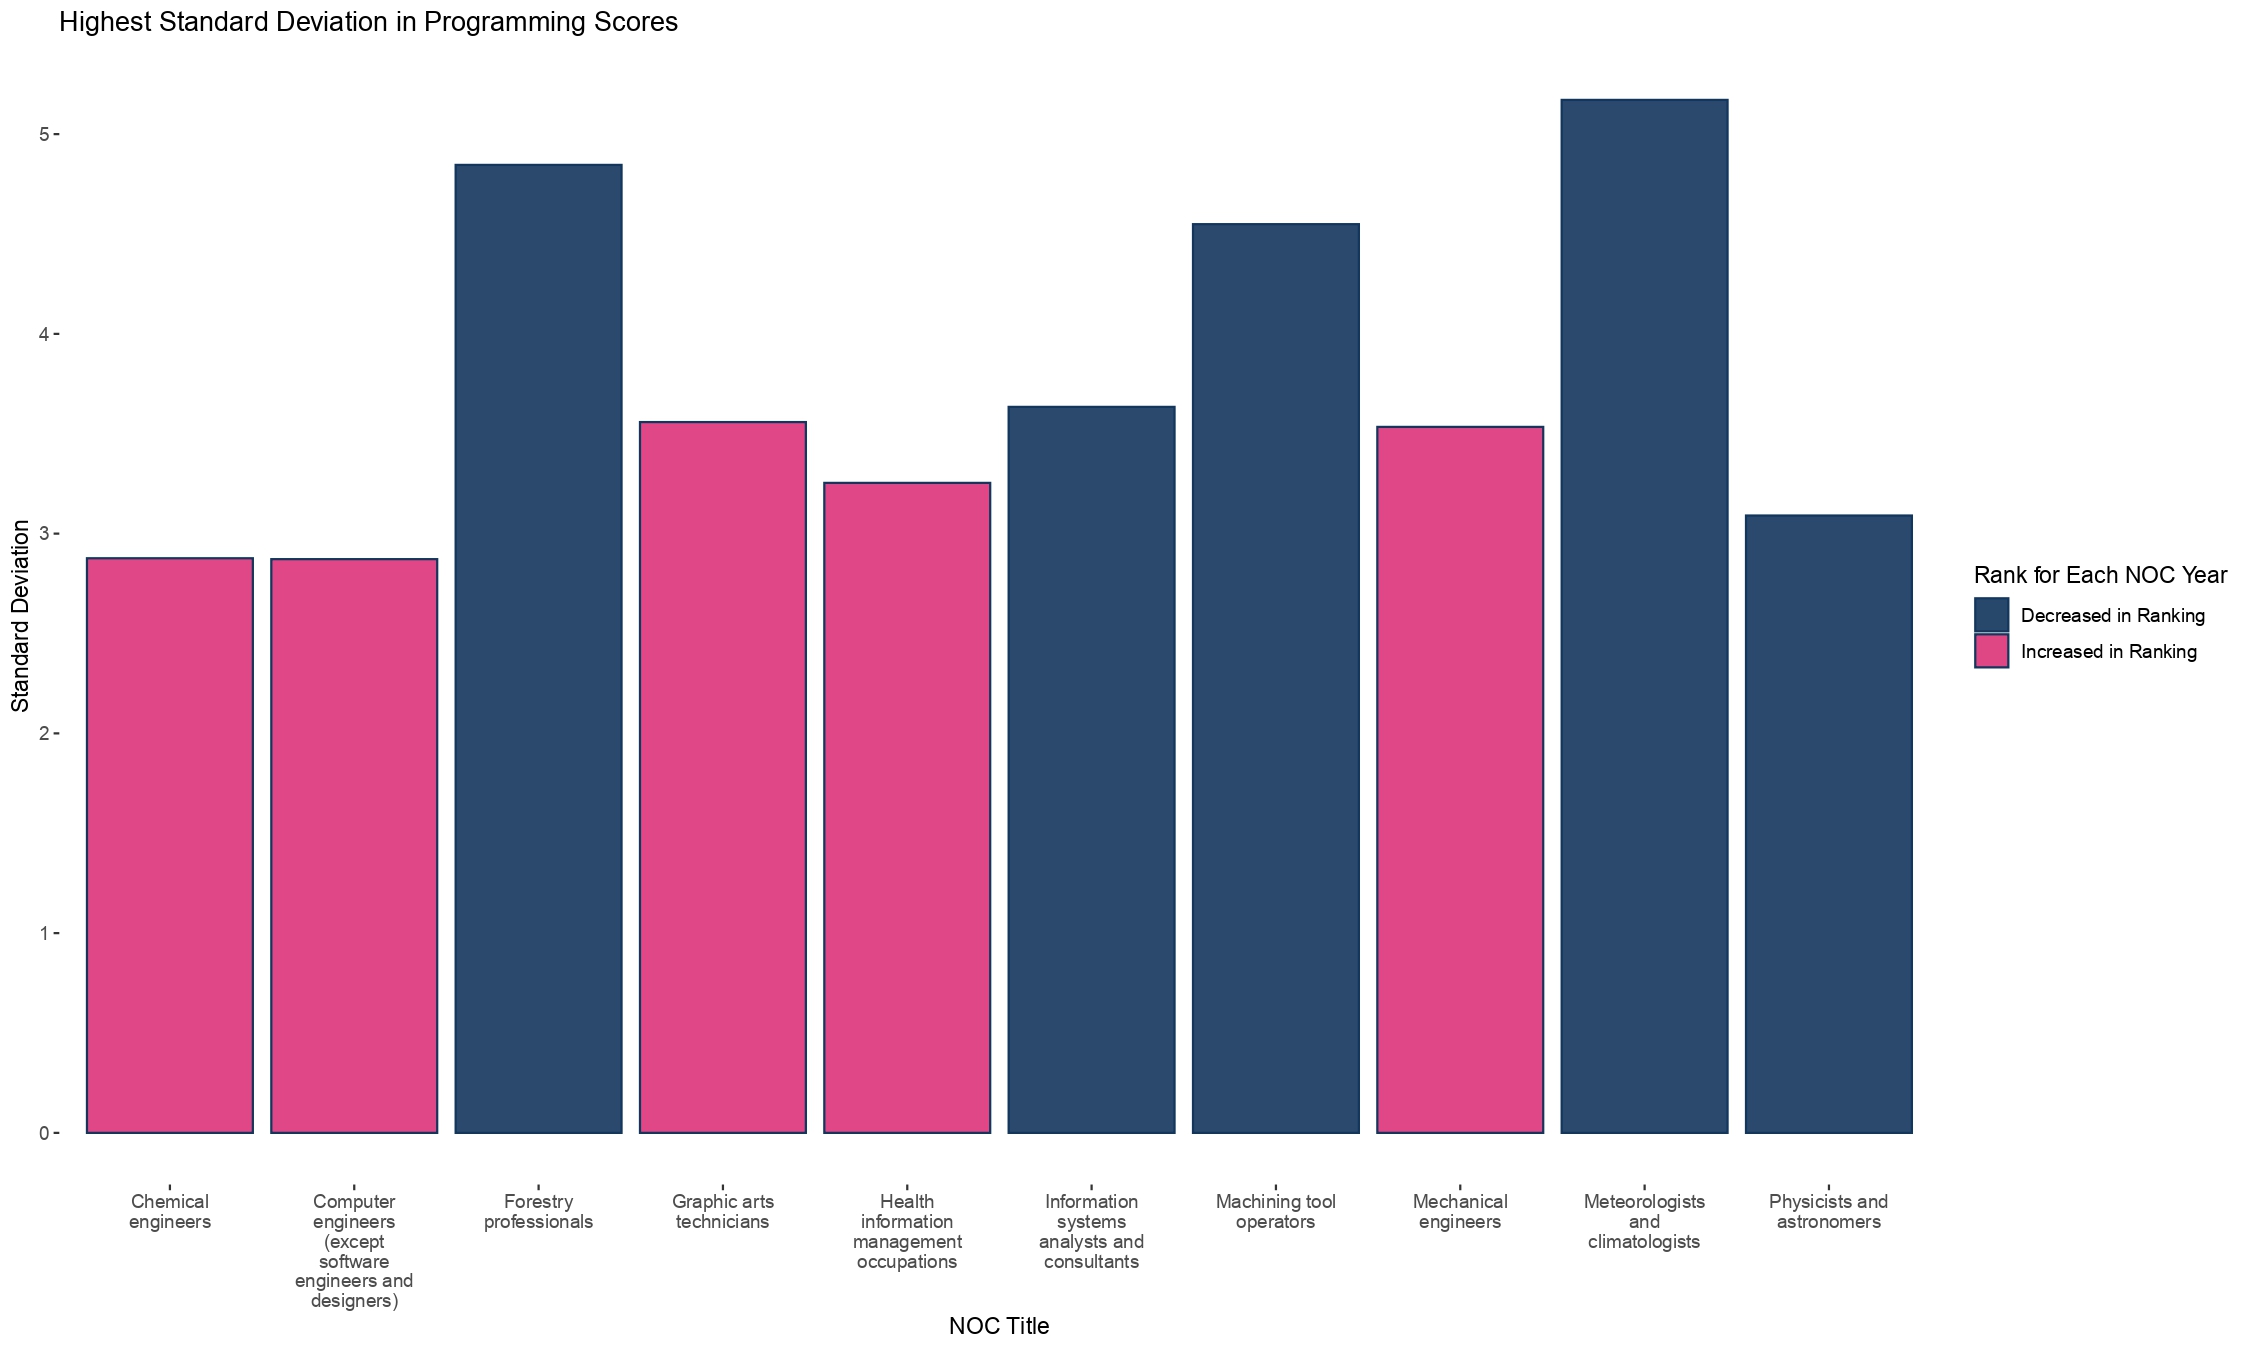 Highest Standard Deviation in Programming Scores
Standard Deviation
5
4
3
2
1
0
Chemical
engineers
Computer
engineers
(except
software
engineers and
designers)
Forestry
professionals
Graphic arts
technicians
Health
information
management
occupations
Information
systems
analysts and
consultants
Machining tool
operators
Mechanical
engineers
Meteorologists
and
climatologists
Physicists and
astronomers
NOC Title
Rank for Each NOC Year
Decreased in Ranking
Increased in Ranking